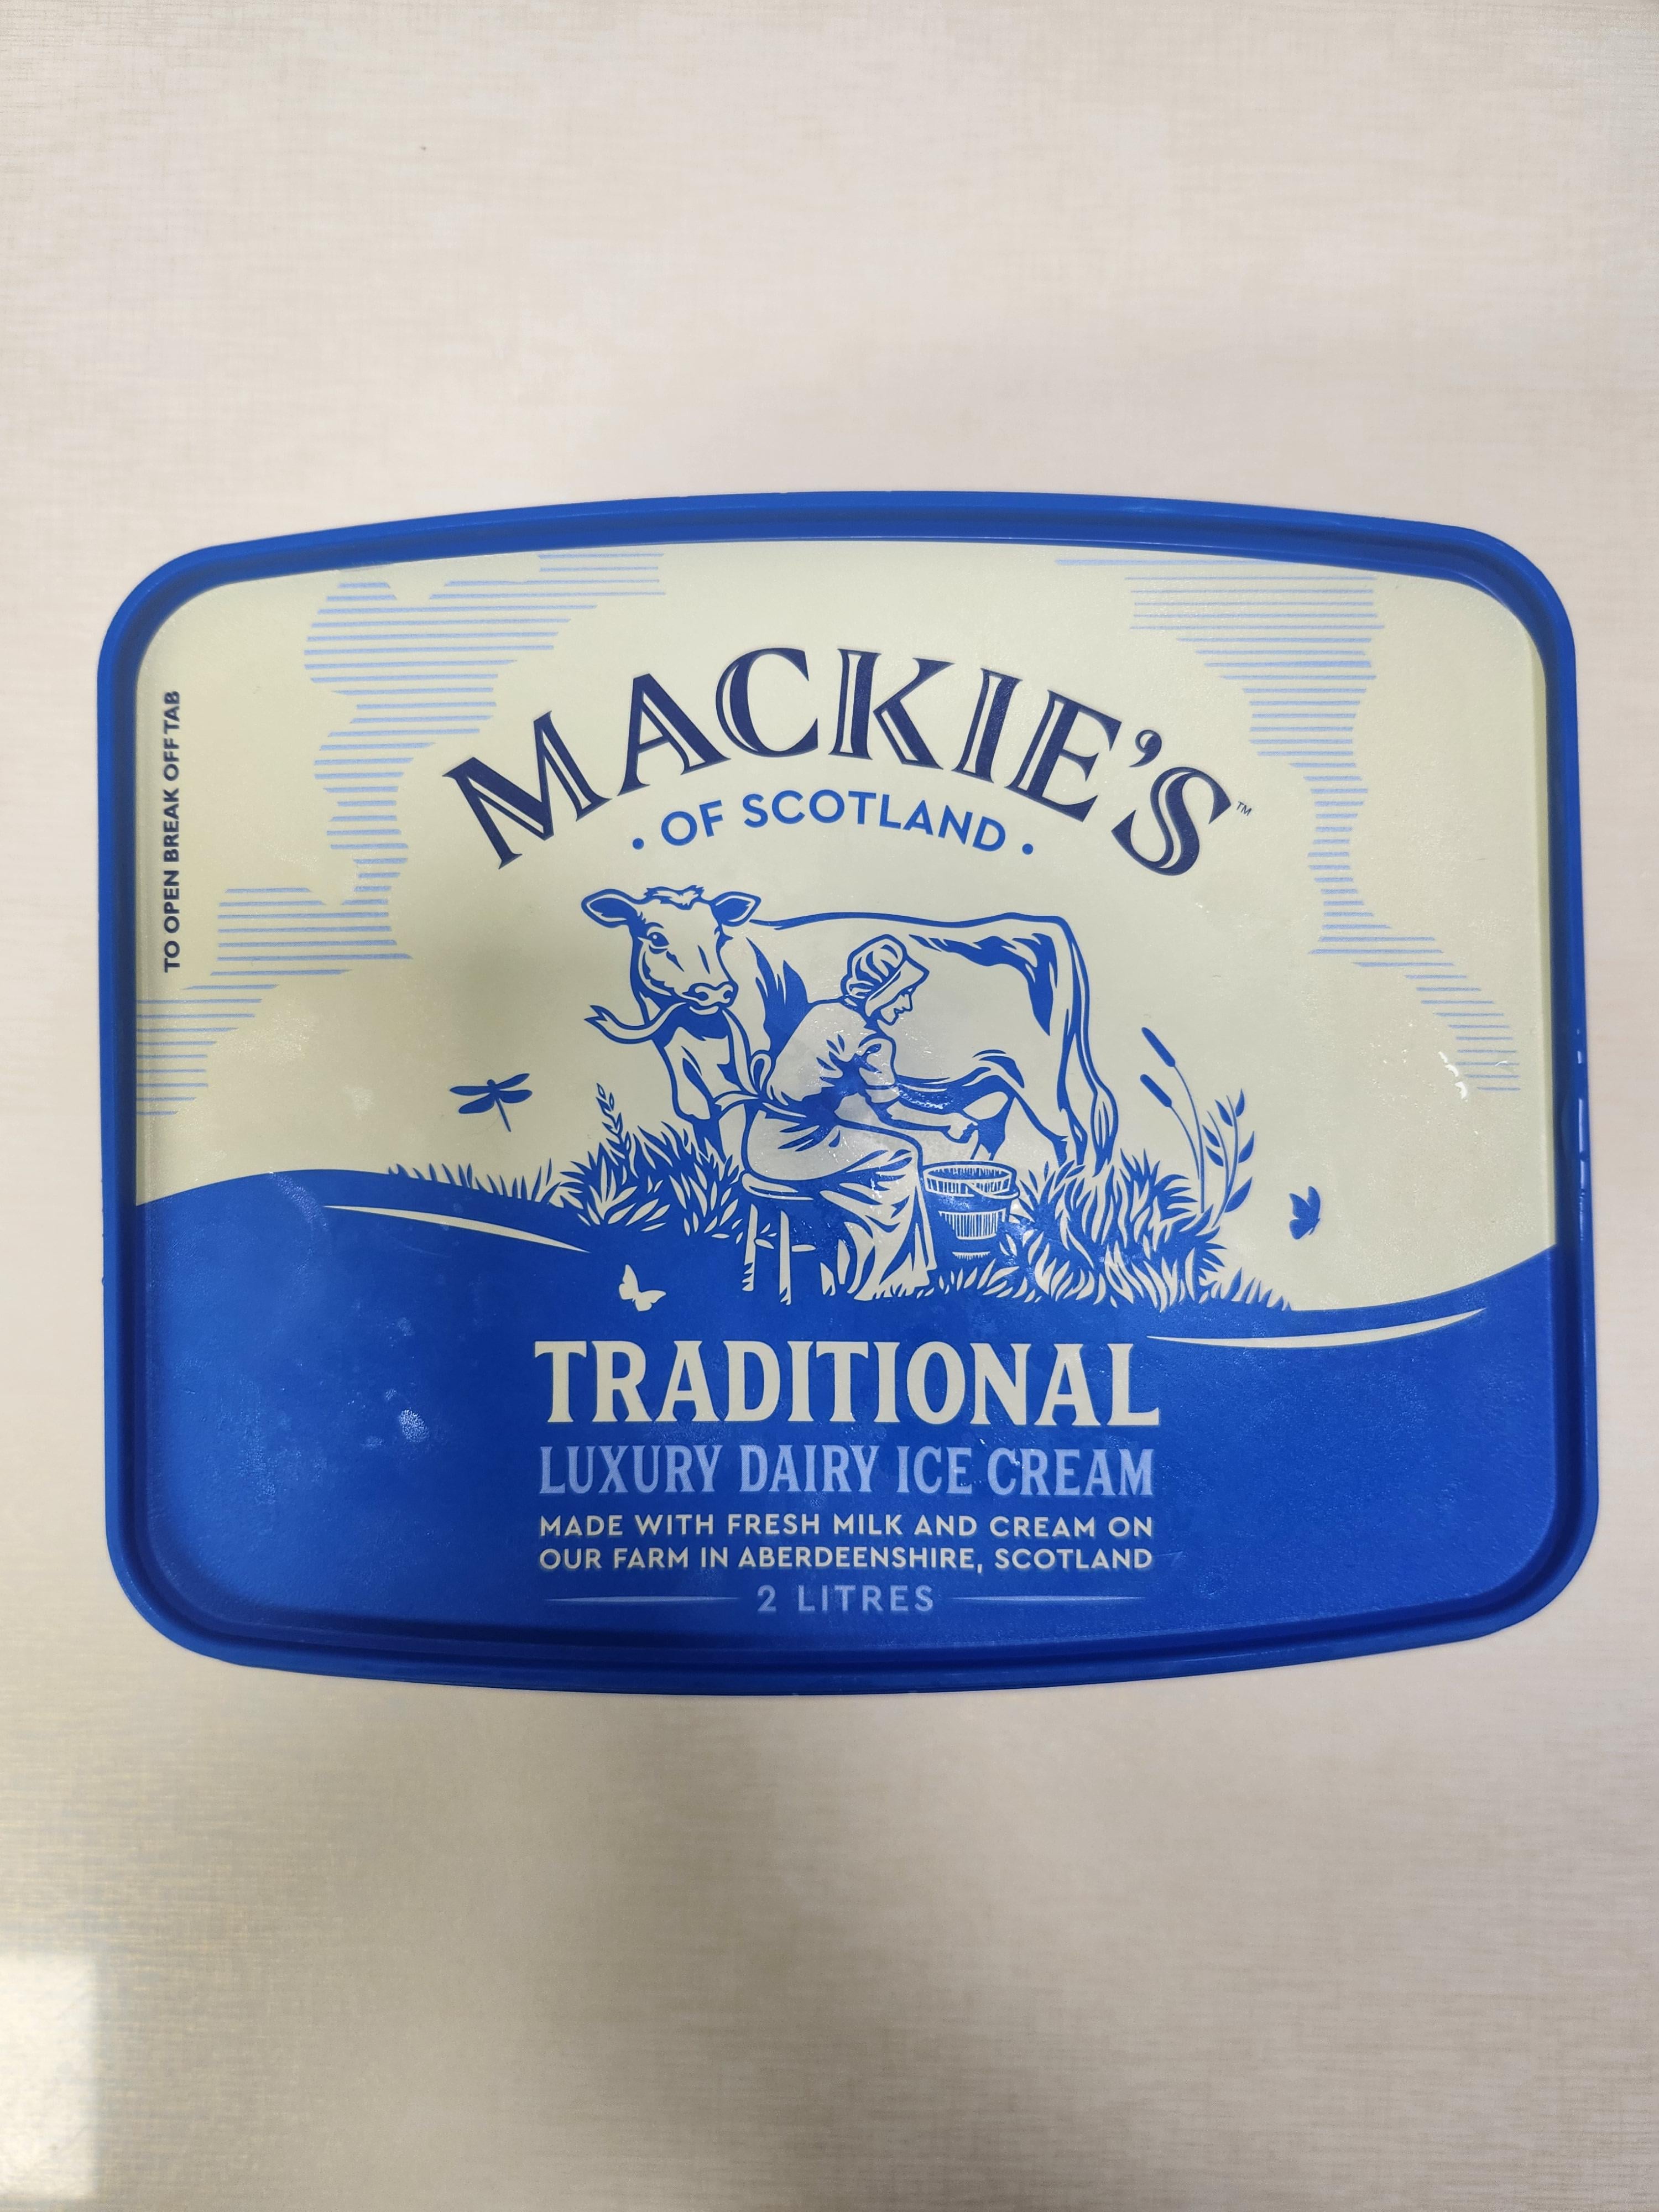 TO OPEN BREAK OFF TAB
MACKIE'S™
• OF SCOTLAND •
TRADITIONAL
LUXURY DAIRY ICE CREAM
MADE WITH FRESH MILK AND CREAM ON
OUR FARM IN ABERDEENSHIRE, SCOTLAND
2 LITRES